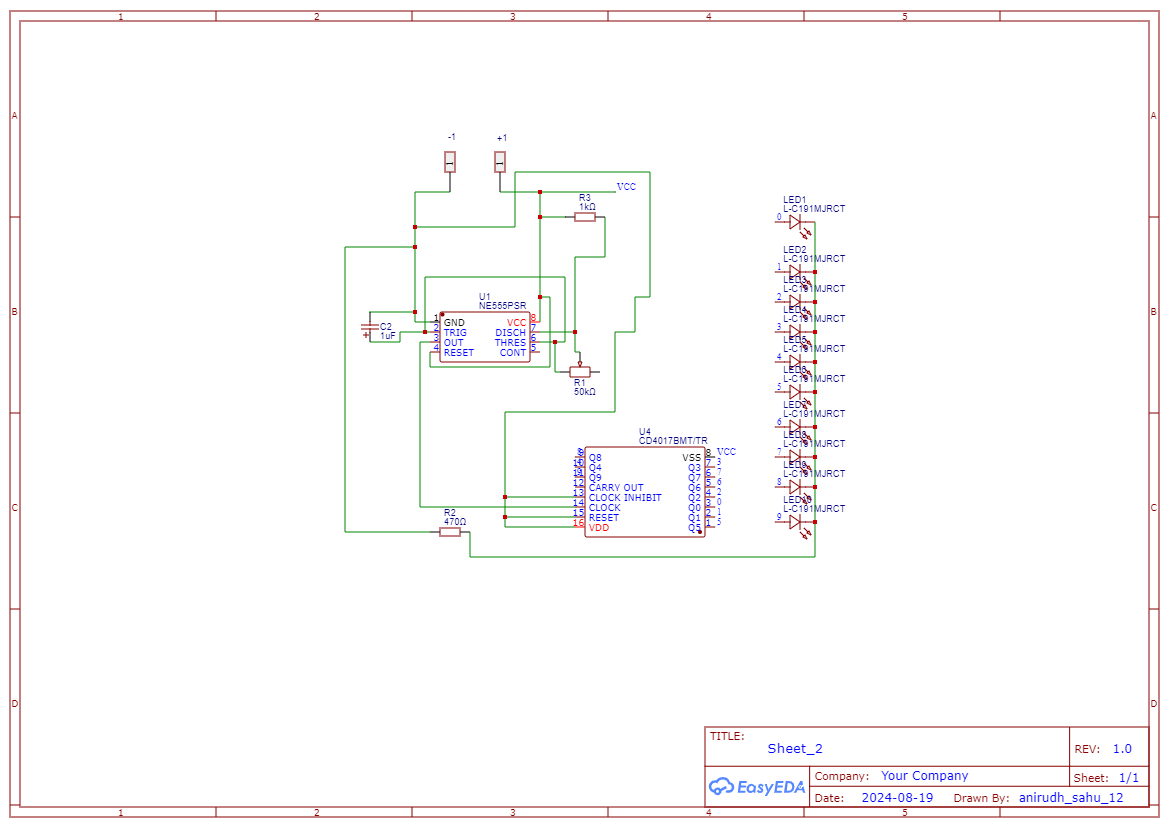 1 2 3 4 5
A A
B B
C C
D D
-1 +1
1 1
VCC
R3
1kΩ
U1
NE555PSR
1 GND VCC 8
2 TRIG DISCH 7
3 OUT THRES 6
4 RESET CONT 5
C2
1uF
R1
50kΩ
U4
CD4017BMT/TR
9 Q8 VSS 8 VCC
10 Q4 Q3 7 3
11 Q9 Q7 6 7
12 CARRY OUT Q6 5 6
13 CLOCK INHIBIT Q2 4 2
14 CLOCK Q0 3 0
15 RESET Q1 2 1
16 VDD Q5 1 5
R2
470Ω
LED1
L-C191MJRCT
0
LED2
L-C191MJRCT
1
LED3
L-C191MJRCT
2
LED4
L-C191MJRCT
3
LED5
L-C191MJRCT
4
LED6
L-C191MJRCT
5
LED7
L-C191MJRCT
6
LED8
L-C191MJRCT
7
LED9
L-C191MJRCT
8
LED10
L-C191MJRCT
9
TITLE:
Sheet_2
REV: 1.0
EasyEDA
Company: Your Company
Sheet: 1/1
Date: 2024-08-19 Drawn By: anirudh_sahu_12
1 2 3 4 5